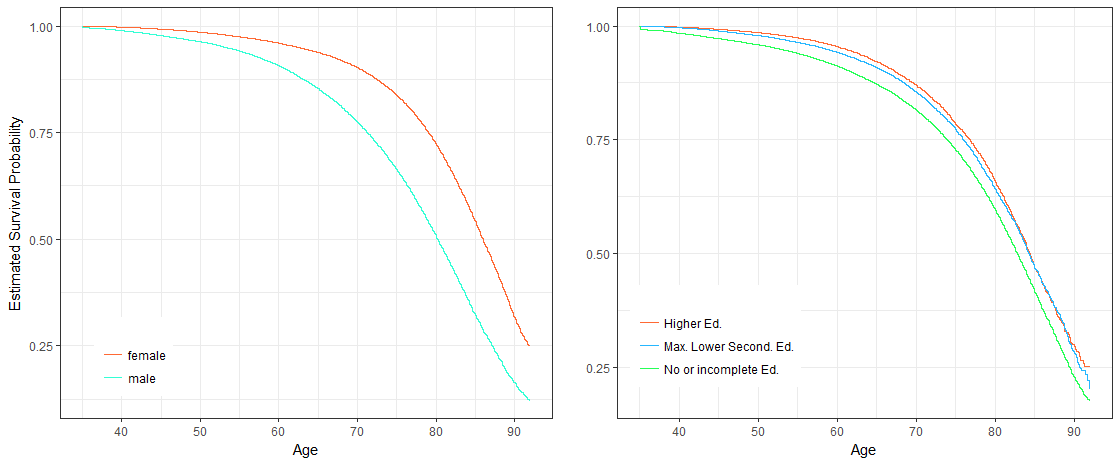 1.00
0.75
0.50
0.25
Estimated Survival Probability
female
male
40 50 60 70 80 90
Age
1.00
0.75
0.50
0.25
Higher Ed.
Max. Lower Second. Ed.
No or incomplete Ed.
40 50 60 70 80 90
Age